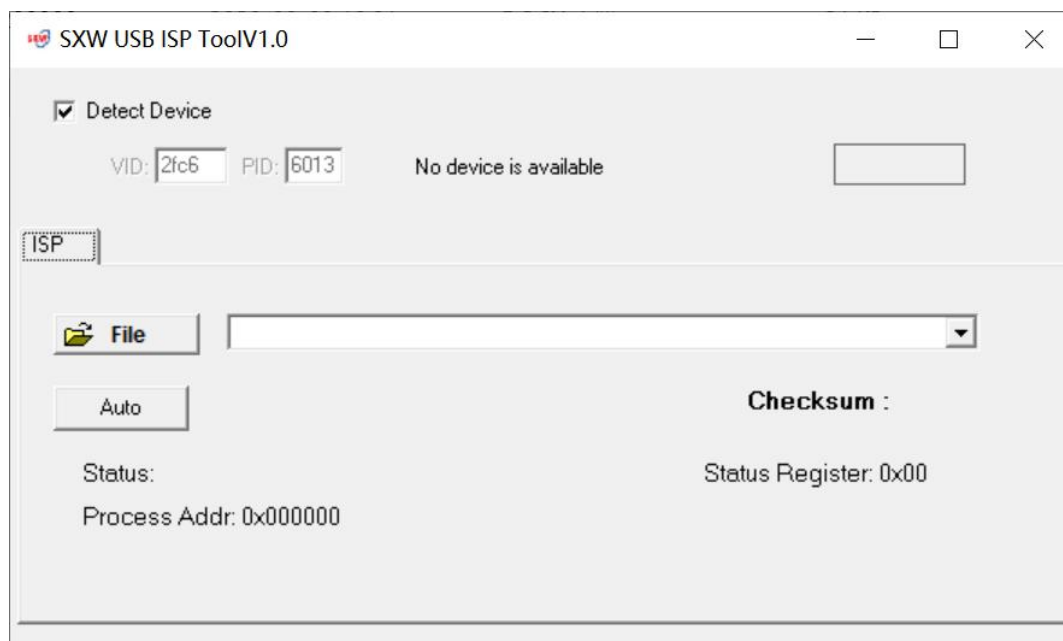 SXW USB ISP ToolV1.0
Detect Device
VID: 2fc6 PID: 6013 No device is available
ISP
File
Auto Checksum :
Status: Status Register: 0x00
Process Addr: 0x000000